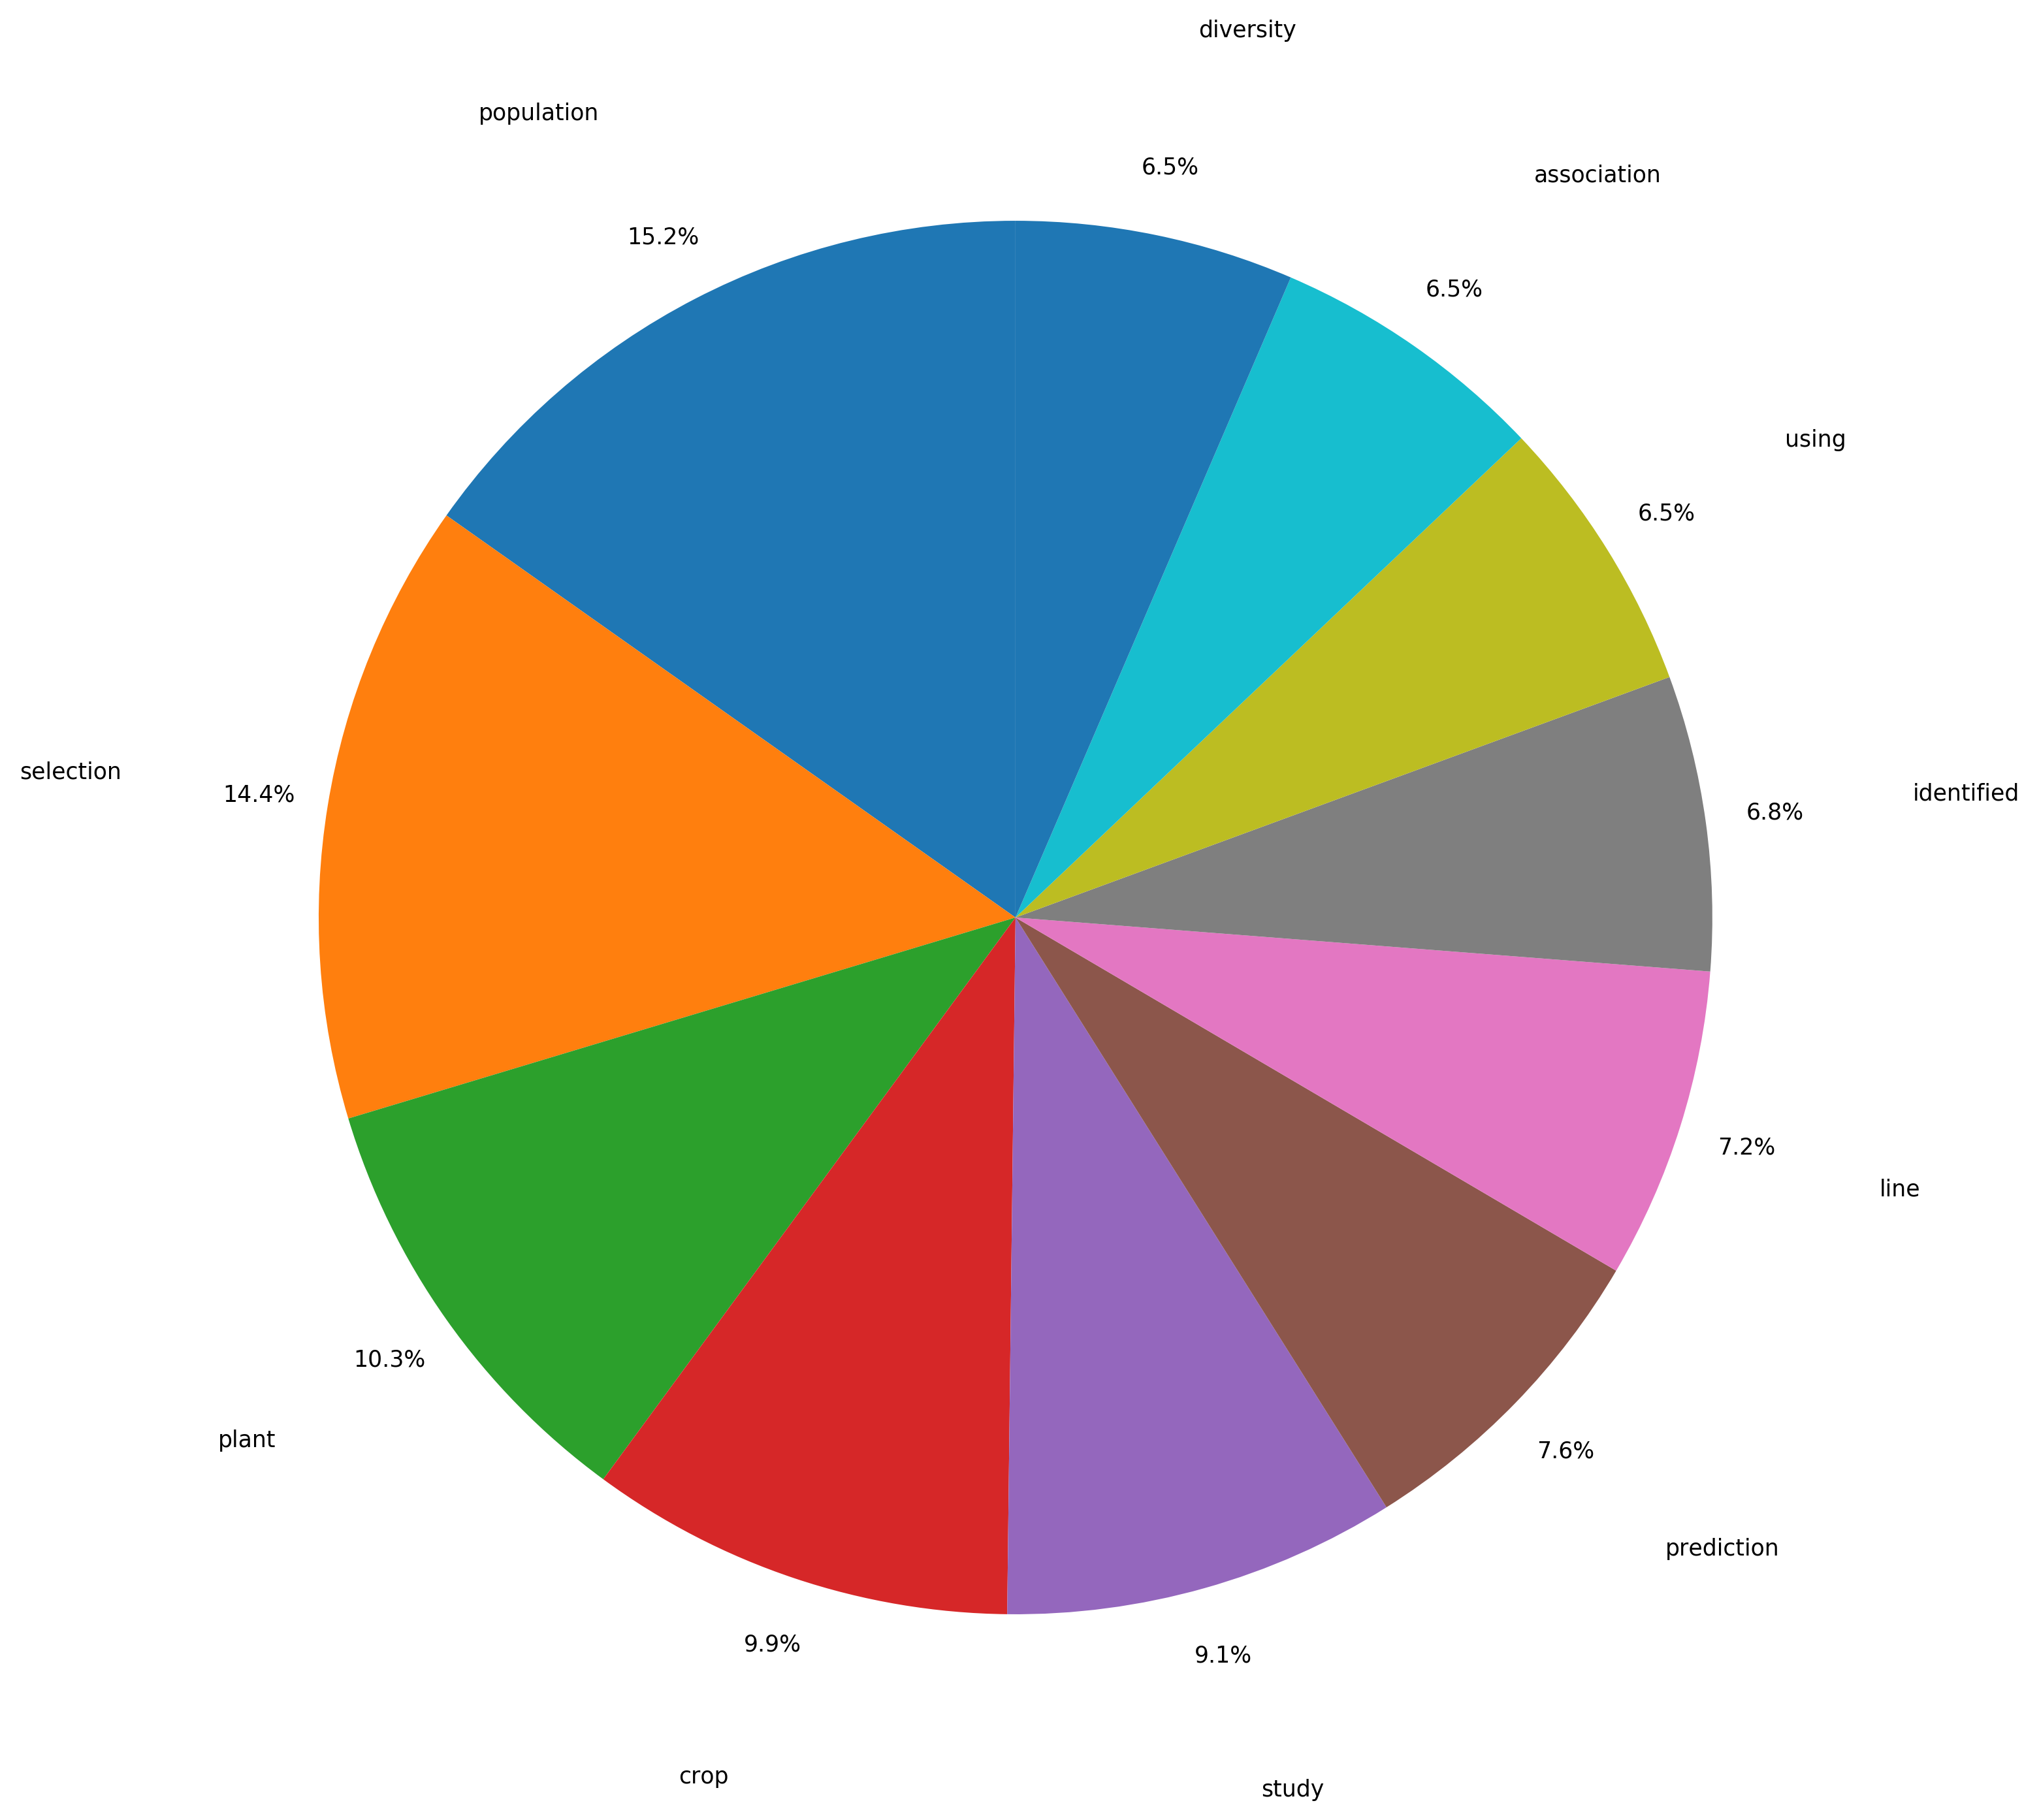 diversity
population
6.5%
association
15.2%
6.5%
using
6.5%
selection
14.4%
identified
6.8%
7.2%
line
10.3%
plant
7.6%
prediction
9.9%
9.1%
crop
study